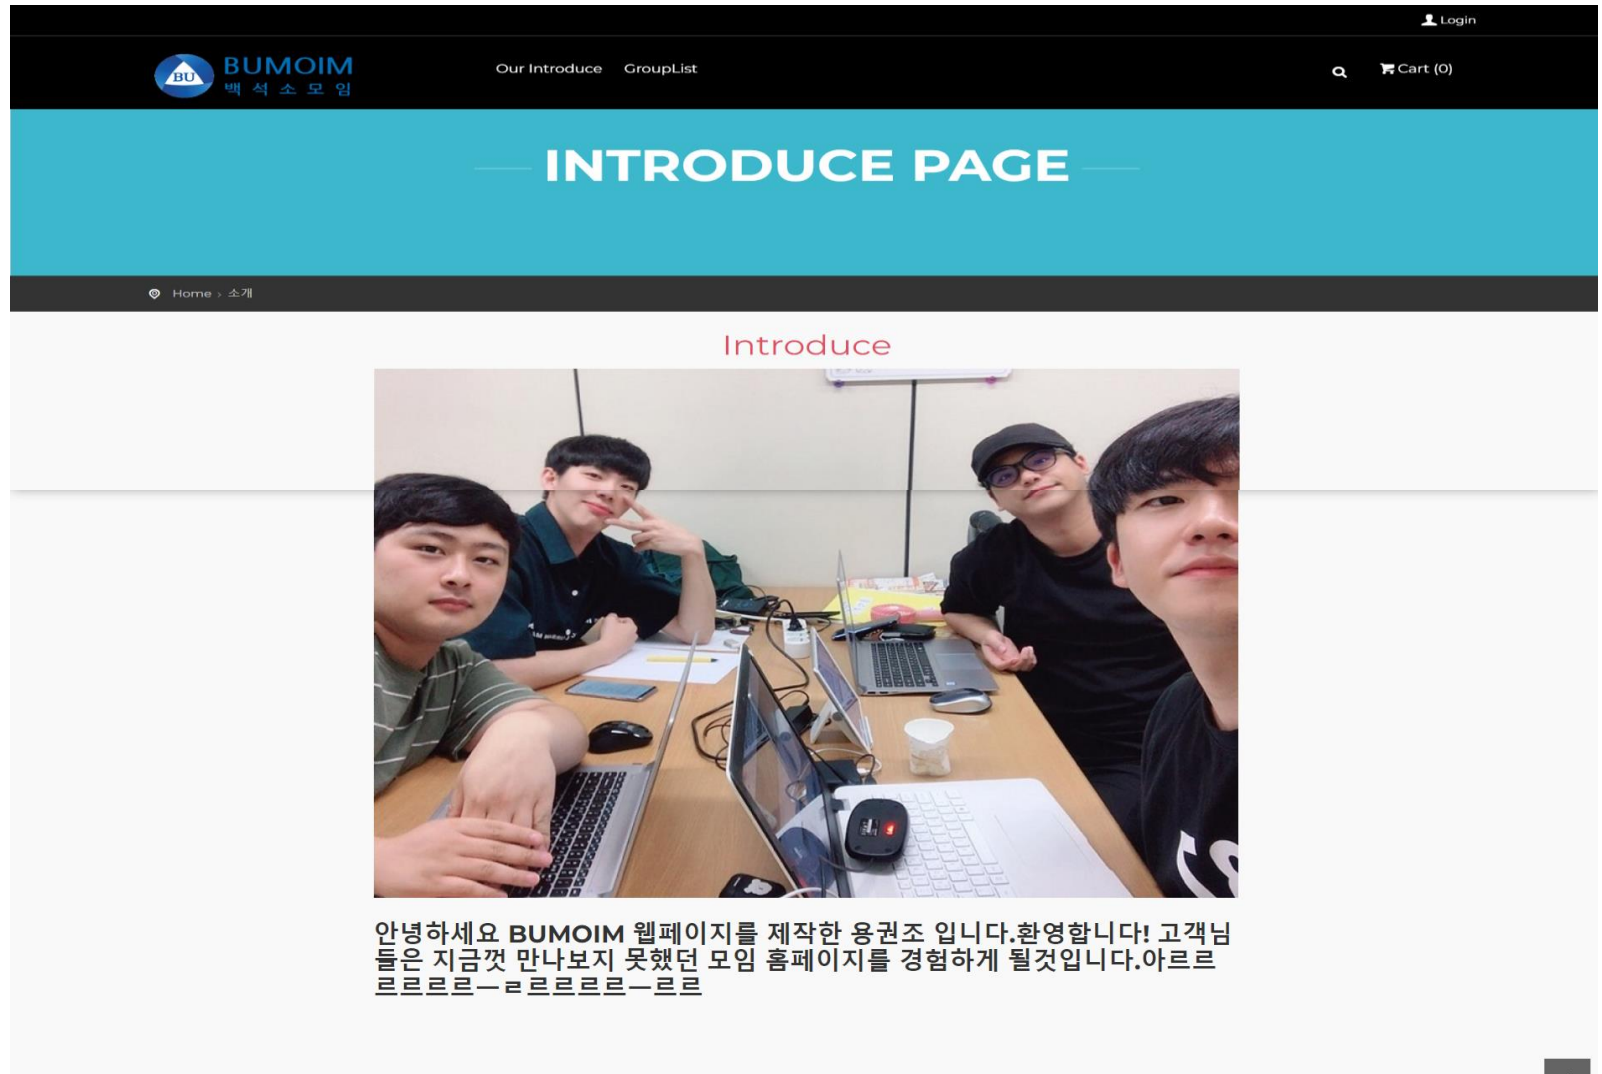 Login
BU
BUMOIM
백석소모임
Our Introduce
GroupList
Cart (0)
INTRODUCE PAGE
Home › 소개
Introduce
안녕하세요 BUMOIM 웹페이지를 제작한 용권조 입니다.환영합니다! 고객님
들은 지금껏 만나보지 못했던 모임 홈페이지를 경험하게 될것입니다.아르르
르르르르ㅡㄹ르르르르ㅡ르르